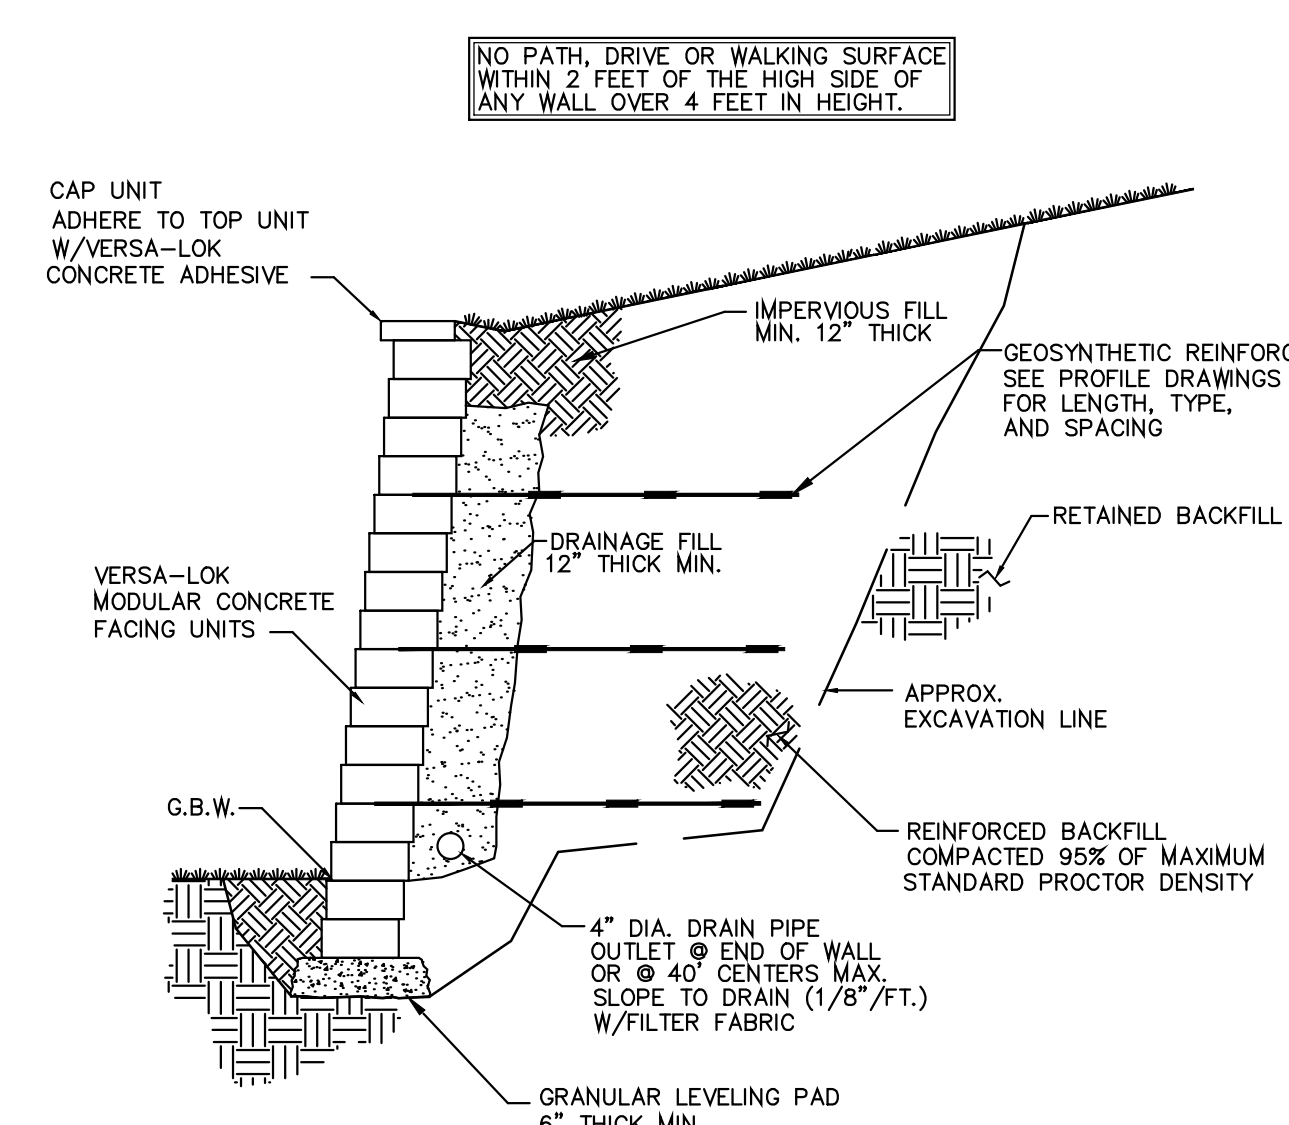 NO PATH, DRIVE OR WALKING SURFACE
WITHIN 2 FEET OF THE HIGH SIDE OF
ANY WALL OVER 4 FEET IN HEIGHT.
CAP UNIT
ADHERE TO TOP UNIT
W/VERSA-LOK
CONCRETE ADHESIVE
IMPERVIOUS FILL
MIN. 12" THICK
GEOSYNTHETIC
SEE PROFILE DRAWINGS
FOR LENGTH, TYPE,
AND SPACING
RETAINED BACKFILL
DRAINAGE FILL
12" THICK MIN.
VERSA-LOK
MODULAR CONCRETE
FACING UNITS
APPROX.
EXCAVATION LINE
G.B.W.
REINFORCED BACKFILL
COMPACTED 95% OF MAXIMUM
STANDARD PROCTOR DENSITY
4" DIA. DRAIN PIPE
OUTLET @ END OF WALL
OR @ 40' CENTERS MAX.
SLOPE TO DRAIN (1/8"/FT.)
W/FILTER FABRIC
GRANULAR LEVELING PAD
6" THICK MIN.